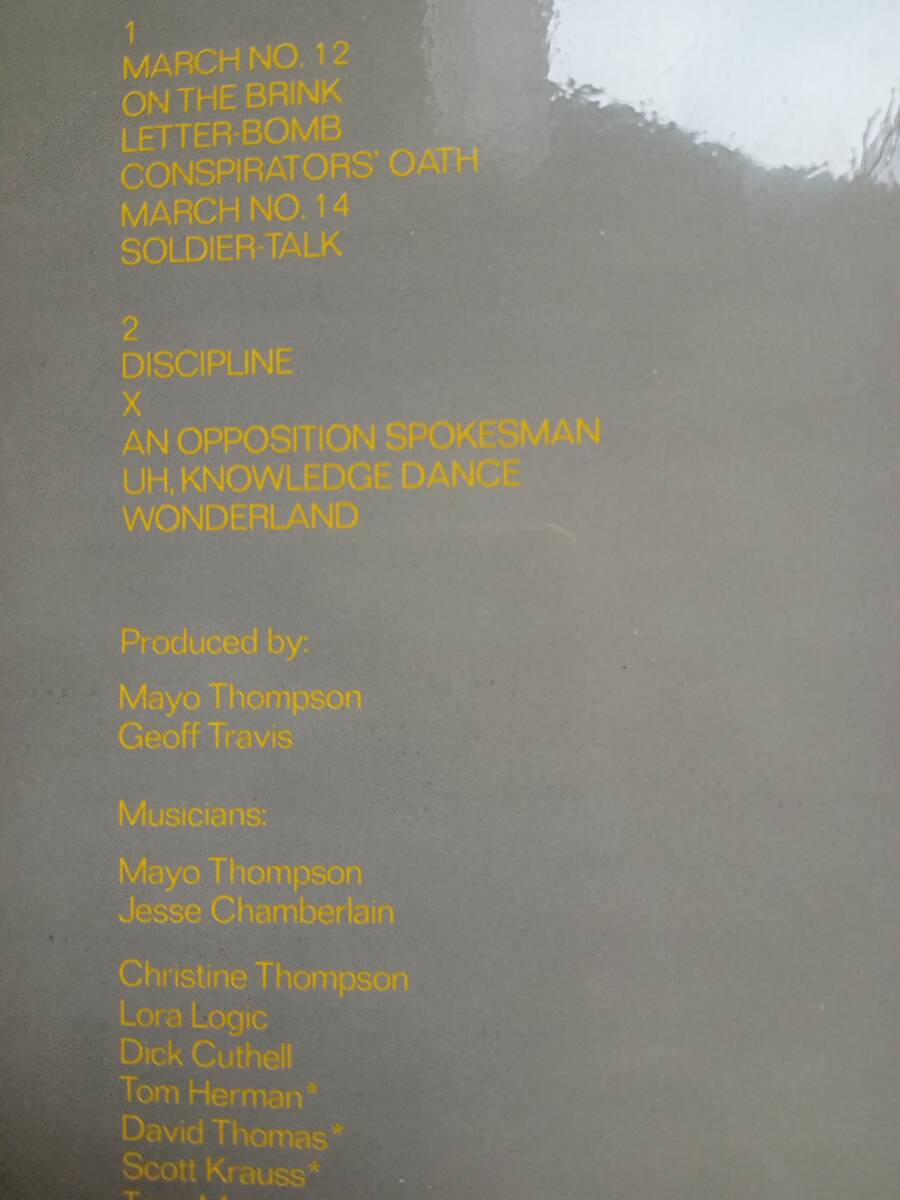 1
MARCH NO. 12
ON THE BRINK
LETTER-BOMB
CONSPIRATORS' OATH
MARCH NO. 14
SOLDIER-TALK
2
DISCIPLINE
X
AN OPPOSITION SPOKESMAN
UH, KNOWLEDGE DANCE
WONDERLAND
Produced by:
Mayo Thompson
Geoff Travis
Musicians:
Mayo Thompson
Jesse Chamberlain
Christine Thompson
Lora Logic
Dick Cuthell
Tom Herman*
David Thomas*
Scott Krauss*